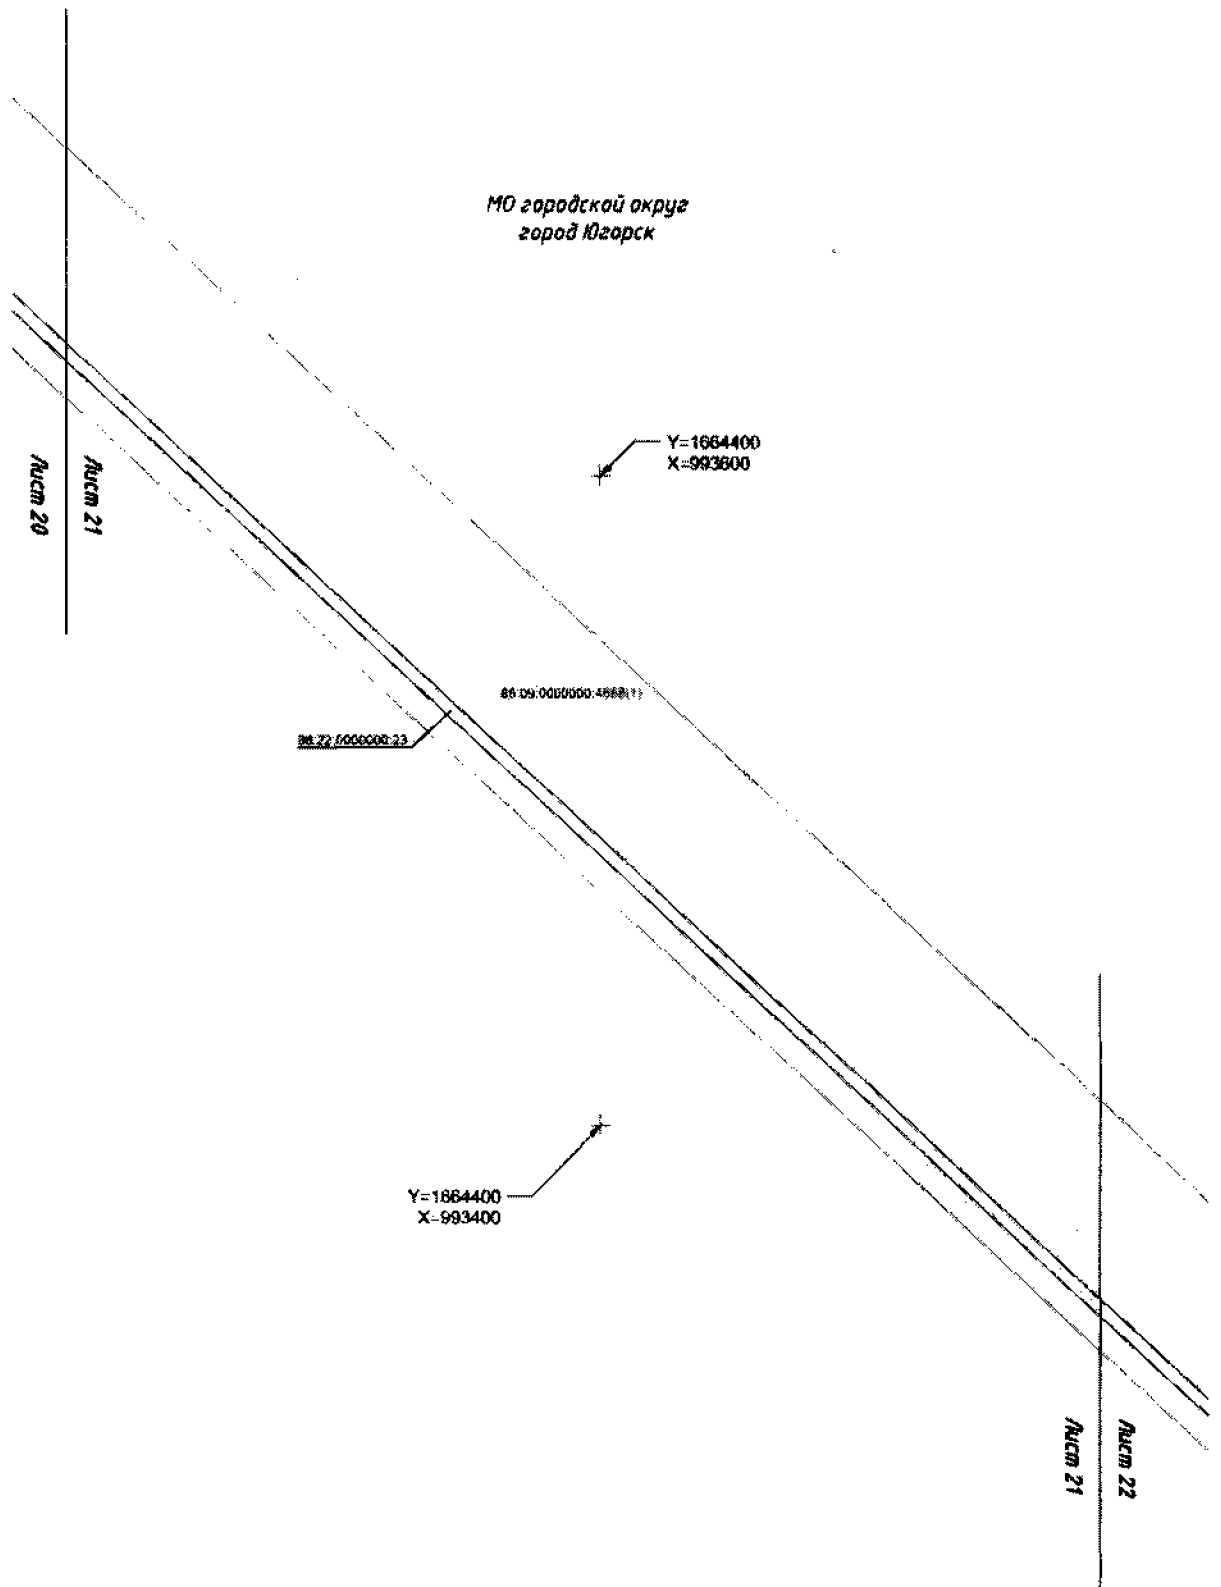 МО городской округ
город Югорск
Y=1664400
X=993600
Лист 20
Лист 21
86:22:0000000:23
Y=1664400
X=993400
Лист 21
Лист 22